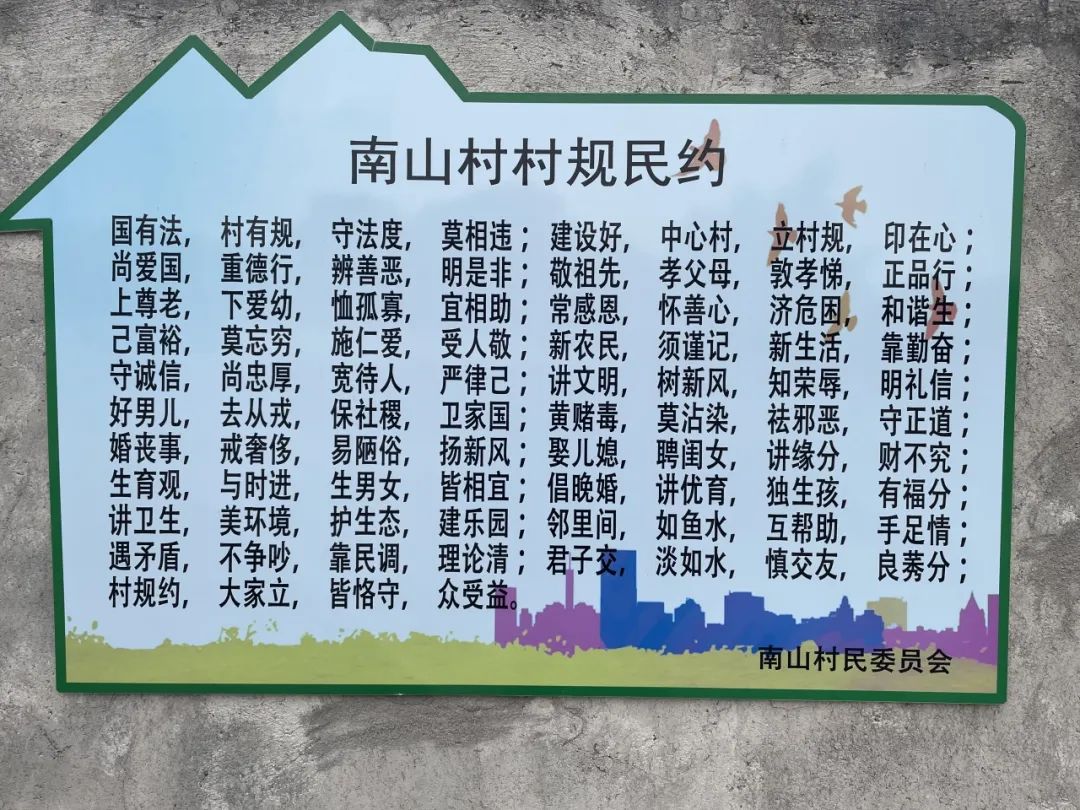 南山村村规民约
国有法, 村有规, 守法度, 莫相违; 建设好, 中心村, 立村规, 印在心;
尚爱国, 重德行, 辨善恶, 明是非; 敬祖先, 孝父母, 敦孝悌, 正品行;
上尊老, 下爱幼, 恤孤寡, 宜相助; 常感恩, 怀善心, 济危困, 和谐生;
己富裕, 莫忘穷, 施仁爱, 受人敬; 新农民, 须谨记, 新生活, 靠勤奋;
守诚信, 尚忠厚, 宽待人, 严律己; 讲文明, 树新风, 知荣辱, 明礼信;
好男儿, 去从戎, 保社稷, 卫家国; 黄赌毒, 莫沾染, 祛邪恶, 守正道;
婚丧事, 戒奢侈, 易陋俗, 扬新风; 娶儿媳, 聘闺女, 讲缘分, 财不究;
生育观, 与时进, 生男女, 皆相宜; 倡晚婚, 讲优育, 独生孩, 有福分;
讲卫生, 美环境, 护生态, 建乐园; 邻里间, 如鱼水, 互帮助, 手足情;
遇矛盾, 不争吵, 靠民调, 理论清; 君子交, 淡如水, 慎交友, 良莠分;
村规约, 大家立, 皆恪守, 众受益。
南山村民委员会